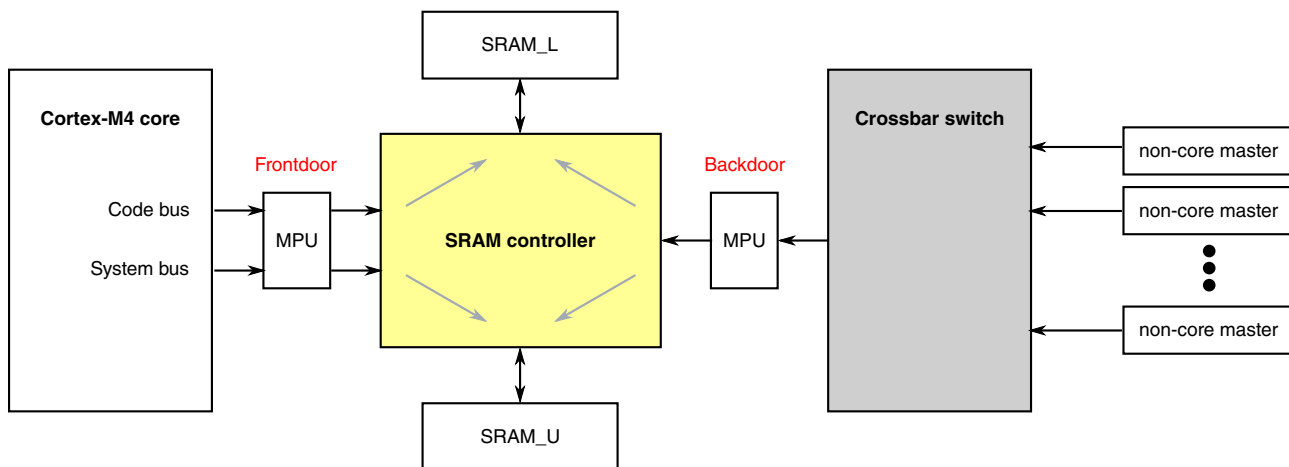 SRAM_L
Cortex-M4 core
Crossbar switch
Frontdoor
Backdoor
non-core master
non-core master
Code bus
MPU
SRAM controller
MPU
System bus
non-core master
SRAM_U